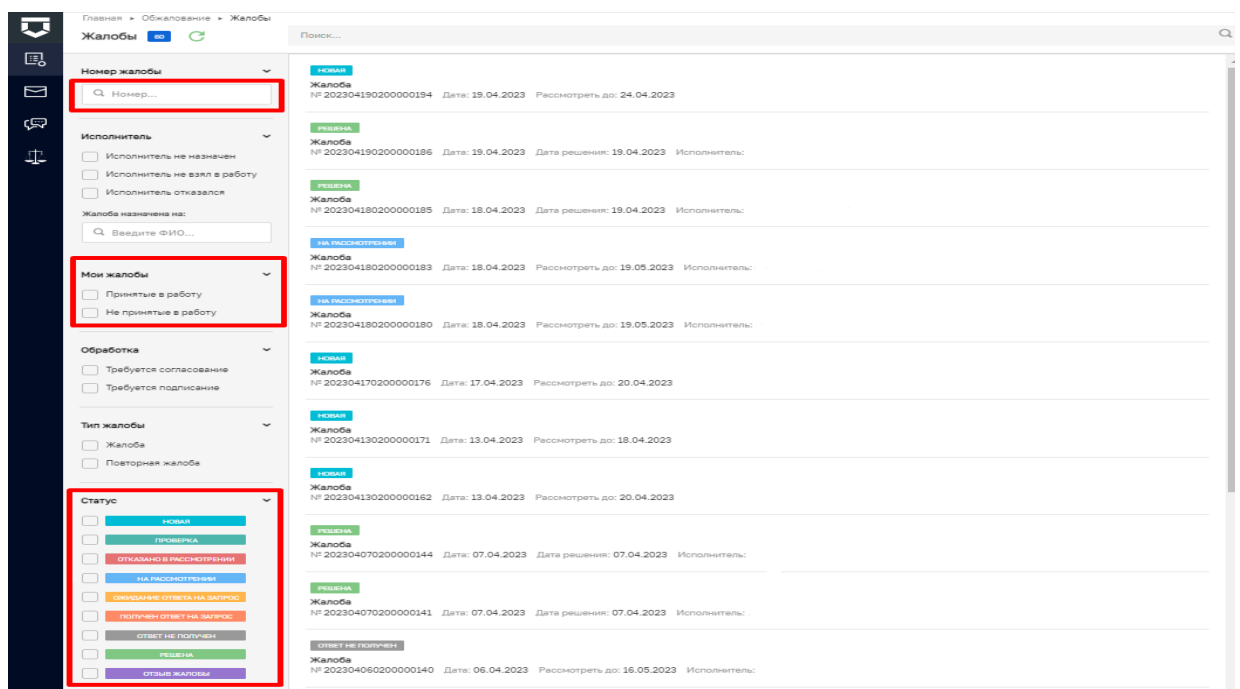 Главная ▸ Обжалование ▸ Жалобы
Жалобы 60
Поиск...
Номер жалобы
Номер...
Исполнитель
Исполнитель не назначен
Исполнитель не взял в работу
Исполнитель отказался
Жалоба назначена на:
Введите ФИО...
Мои жалобы
Принятые в работу
Не принятые в работу
Обработка
Требуется согласование
Требуется подписание
Тип жалобы
Жалоба
Повторная жалоба
Статус
НОВАЯ
ПРОВЕРКА
ОТКАЗАНО В РАССМОТРЕНИИ
НА РАССМОТРЕНИИ
ОЖИДАНИЕ ОТВЕТА НА ЗАПРОС
ПОЛУЧЕН ОТВЕТ НА ЗАПРОС
ОТВЕТ НЕ ПОЛУЧЕН
РЕШЕНА
ОТЗЫВ ЖАЛОБЫ
НОВАЯ
Жалоба
№ 202304190200000194 Дата: 19.04.2023 Рассмотреть до: 24.04.2023
РЕШЕНА
Жалоба
№ 202304190200000186 Дата: 19.04.2023 Дата решения: 19.04.2023 Исполнитель:
РЕШЕНА
Жалоба
№ 202304180200000185 Дата: 18.04.2023 Дата решения: 19.04.2023 Исполнитель:
НА РАССМОТРЕНИИ
Жалоба
№ 202304180200000183 Дата: 18.04.2023 Рассмотреть до: 19.05.2023 Исполнитель:
НА РАССМОТРЕНИИ
Жалоба
№ 202304180200000180 Дата: 18.04.2023 Рассмотреть до: 19.05.2023 Исполнитель:
НОВАЯ
Жалоба
№ 202304170200000176 Дата: 17.04.2023 Рассмотреть до: 20.04.2023
НОВАЯ
Жалоба
№ 202304130200000171 Дата: 13.04.2023 Рассмотреть до: 18.04.2023
НОВАЯ
Жалоба
№ 202304130200000162 Дата: 13.04.2023 Рассмотреть до: 20.04.2023
РЕШЕНА
Жалоба
№ 202304070200000144 Дата: 07.04.2023 Дата решения: 07.04.2023 Исполнитель:
РЕШЕНА
Жалоба
№ 202304070200000141 Дата: 07.04.2023 Дата решения: 07.04.2023 Исполнитель:
ОТВЕТ НЕ ПОЛУЧЕН
Жалоба
№ 202304060200000140 Дата: 06.04.2023 Рассмотреть до: 16.05.2023 Исполнитель: